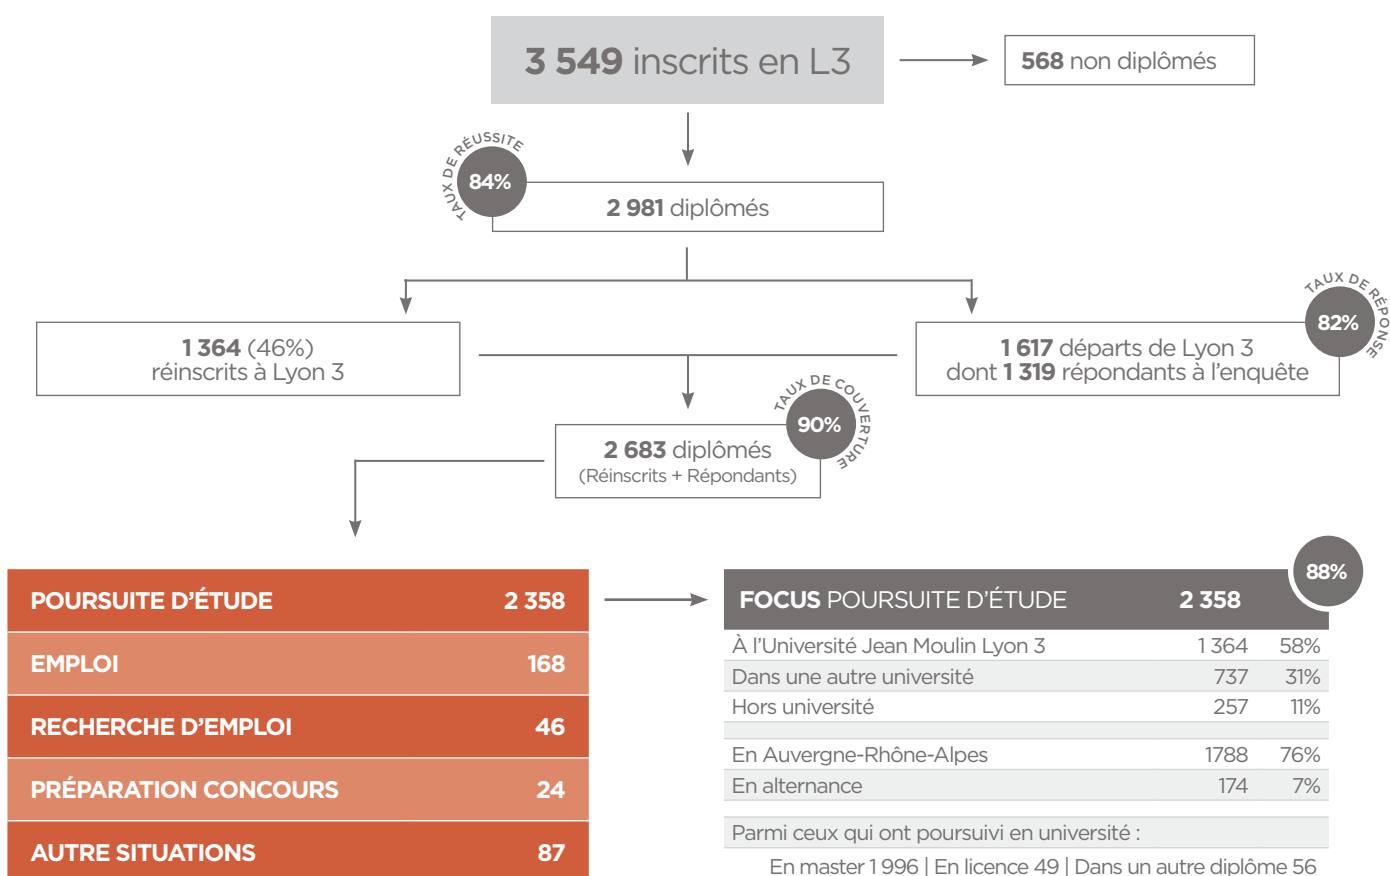 3 549 inscrits en L3
568 non diplômés
TAUX DE RÉUSSITE
84%
2 981 diplômés
1 364 (46%)
réinscrits à Lyon 3
TAUX DE RÉPONSE
82%
1 617 départs de Lyon 3
dont 1 319 répondants à l'enquête
TAUX DE COUVERTURE
90%
2 683 diplômés
(Réinscrits + Répondants)
POURSUITE D'ÉTUDE 2 358
EMPLOI 168
RECHERCHE D'EMPLOI 46
PRÉPARATION CONCOURS 24
AUTRE SITUATIONS 87
88%
FOCUS POURSUITE D'ÉTUDE 2 358
À l'Université Jean Moulin Lyon 3 1 364 58%
Dans une autre université 737 31%
Hors université 257 11%
En Auvergne-Rhône-Alpes 1788 76%
En alternance 174 7%
Parmi ceux qui ont poursuivi en université :
En master 1 996 | En licence 49 | Dans un autre diplôme 56